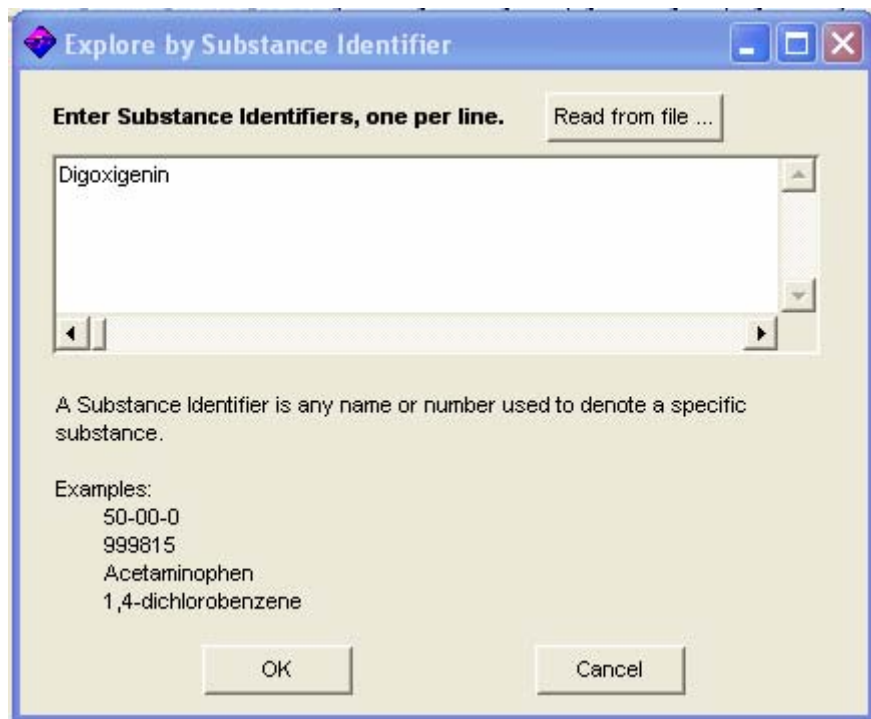 Explore by Substance Identifier
Enter Substance Identifiers, one per line.
Read from file ...
Digoxigenin
A Substance Identifier is any name or number used to denote a specific
substance.
Examples:
50-00-0
999815
Acetaminophen
1,4-dichlorobenzene
OK
Cancel